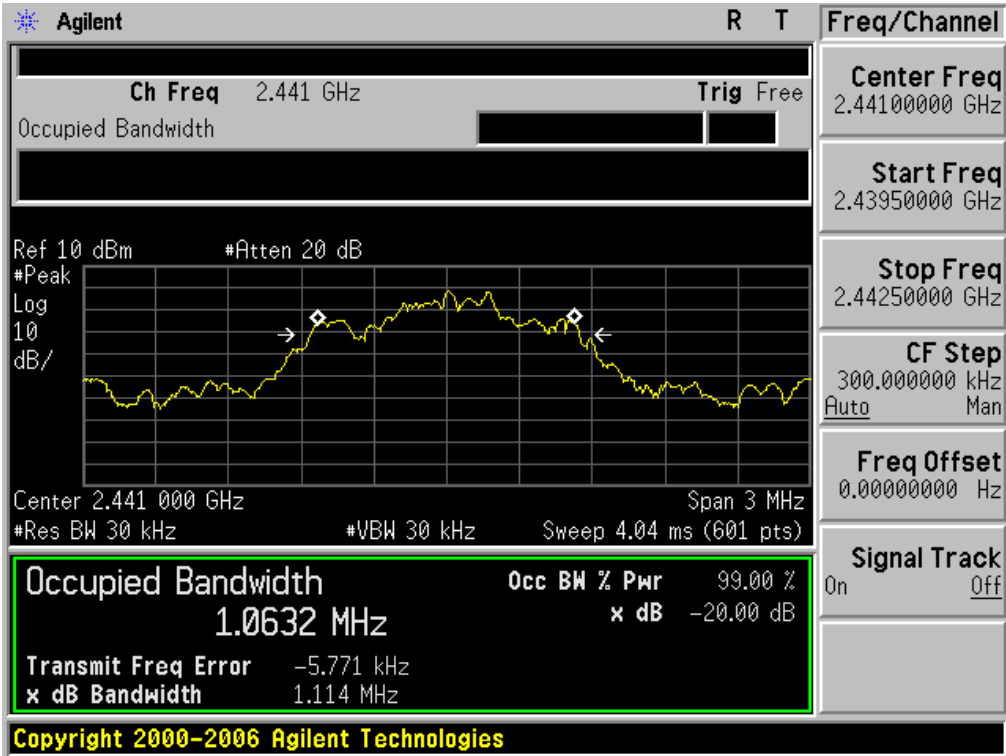 Agilent R T Freq/Channel
Ch Freq 2.441 GHz Trig Free
Occupied Bandwidth
Center Freq
2.44100000 GHz
Start Freq
2.43950000 GHz
Stop Freq
2.44250000 GHz
CF Step
300.000000 kHz
Auto Man
Freq Offset
0.00000000 Hz
Signal Track
On Off
Ref 10 dBm #Atten 20 dB
#Peak
Log
10
dB/
Center 2.441 000 GHz Span 3 MHz
#Res BW 30 kHz #VBW 30 kHz Sweep 4.04 ms (601 pts)
Occupied Bandwidth Occ BW % Pwr 99.00 %
1.0632 MHz x dB -20.00 dB
Transmit Freq Error -5.771 kHz
x dB Bandwidth 1.114 MHz
Copyright 2000-2006 Agilent Technologies